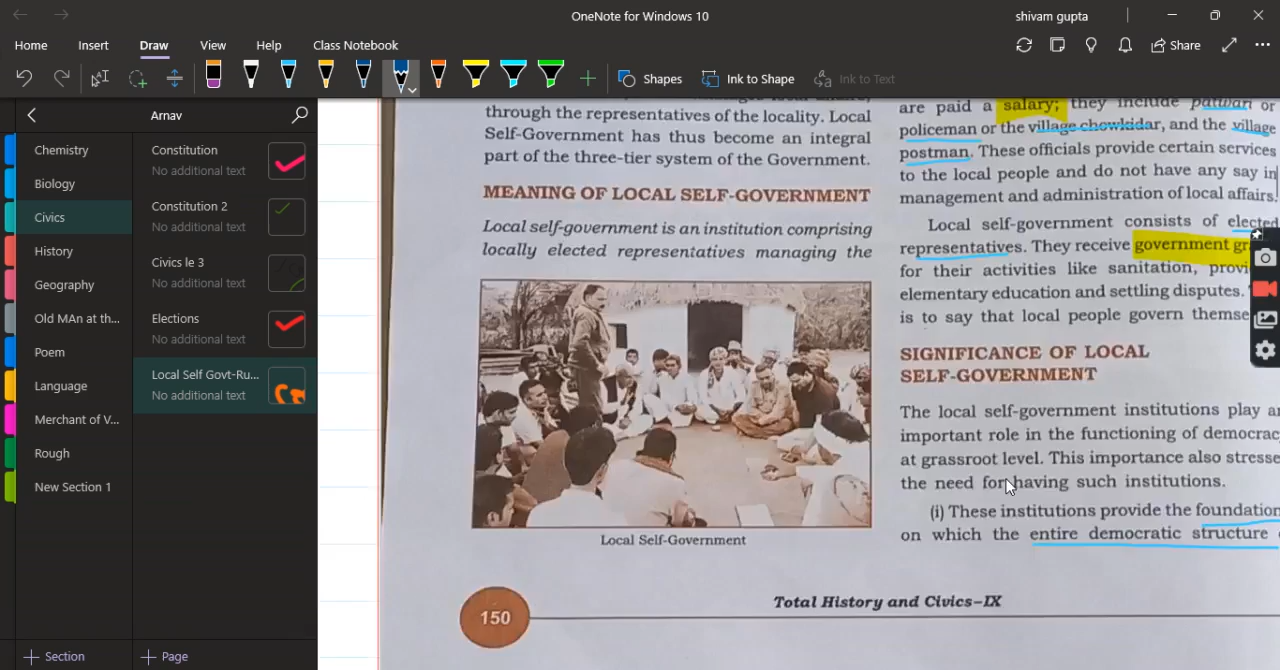 OneNote for Windows 10
shivam gupta
Home
Insert
Draw
View
Help
Class Notebook
Share
Shapes
Ink to Shape
Ink to Text
Arnav
Chemistry
Biology
Civics
History
Geography
Old MAn at th...
Poem
Language
Merchant of V...
Rough
New Section 1
Section
Constitution
No additional text
Constitution 2
No additional text
Civics le 3
No additional text
Elections
No additional text
Local Self Govt-Ru...
No additional text
Page
through the representatives of the locality. Local
Self-Government has thus become an integral
part of the three-tier system of the Government.
MEANING OF LOCAL SELF-GOVERNMENT
Local self-government is an institution comprising
locally elected representatives managing the
Local Self-Government
are paid a salary; they include patwari or
policeman or the village chowkidar, and the village
postman. These officials provide certain services
to the local people and do not have any say in
management and administration of local affairs.
Local self-government consists of elected
representatives. They receive government gr
for their activities like sanitation, provi
elementary education and settling disputes.
is to say that local people govern themse
SIGNIFICANCE OF LOCAL
SELF-GOVERNMENT
The local self-government institutions play an
important role in the functioning of democrac
at grassroot level. This importance also stresse
the need for having such institutions.
(i) These institutions provide the foundation
on which the entire democratic structure
150
Total History and Civics–IX